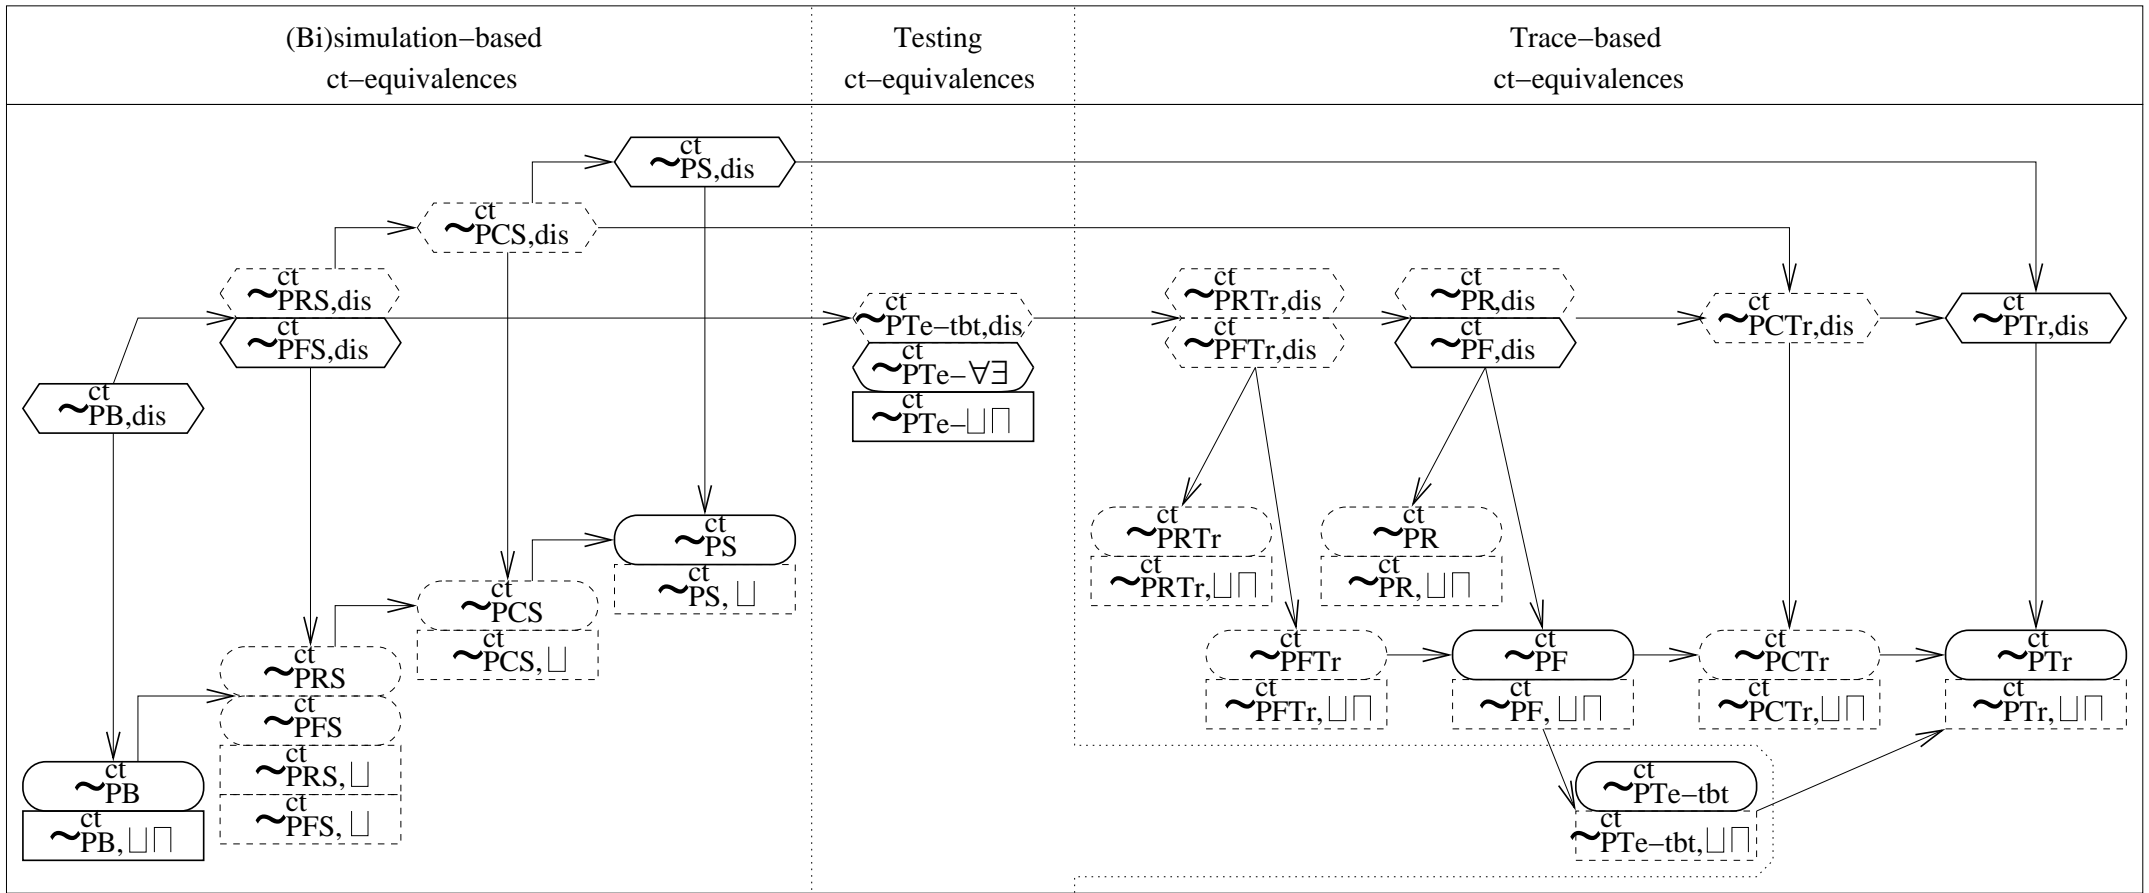 (Bi)simulation−based
ct−equivalences
Testing
ct−equivalences
Trace−based
ct−equivalences
∼ct PS,dis
∼ct PCS,dis
∼ct PRS,dis
∼ct PFS,dis
∼ct PB,dis
∼ct PTe−tbt,dis
∼ct PTe−∀∃
∼ct PTe−⊔⊓
∼ct PRTr,dis
∼ct PFTr,dis
∼ct PR,dis
∼ct PF,dis
∼ct PCTr,dis
∼ct PTr,dis
∼ct PS
∼ct PS, ⊔
∼ct PCS
∼ct PCS, ⊔
∼ct PRS
∼ct PFS
∼ct PRS, ⊔
∼ct PFS, ⊔
∼ct PB
∼ct PB, ⊔⊓
∼ct PRTr
∼ct PRTr,⊔⊓
∼ct PR
∼ct PR, ⊔⊓
∼ct PFTr
∼ct PFTr, ⊔⊓
∼ct PF
∼ct PF, ⊔⊓
∼ct PCTr
∼ct PCTr,⊔⊓
∼ct PTr
∼ct PTr, ⊔⊓
∼ct PTe−tbt
∼ct PTe−tbt,⊔⊓